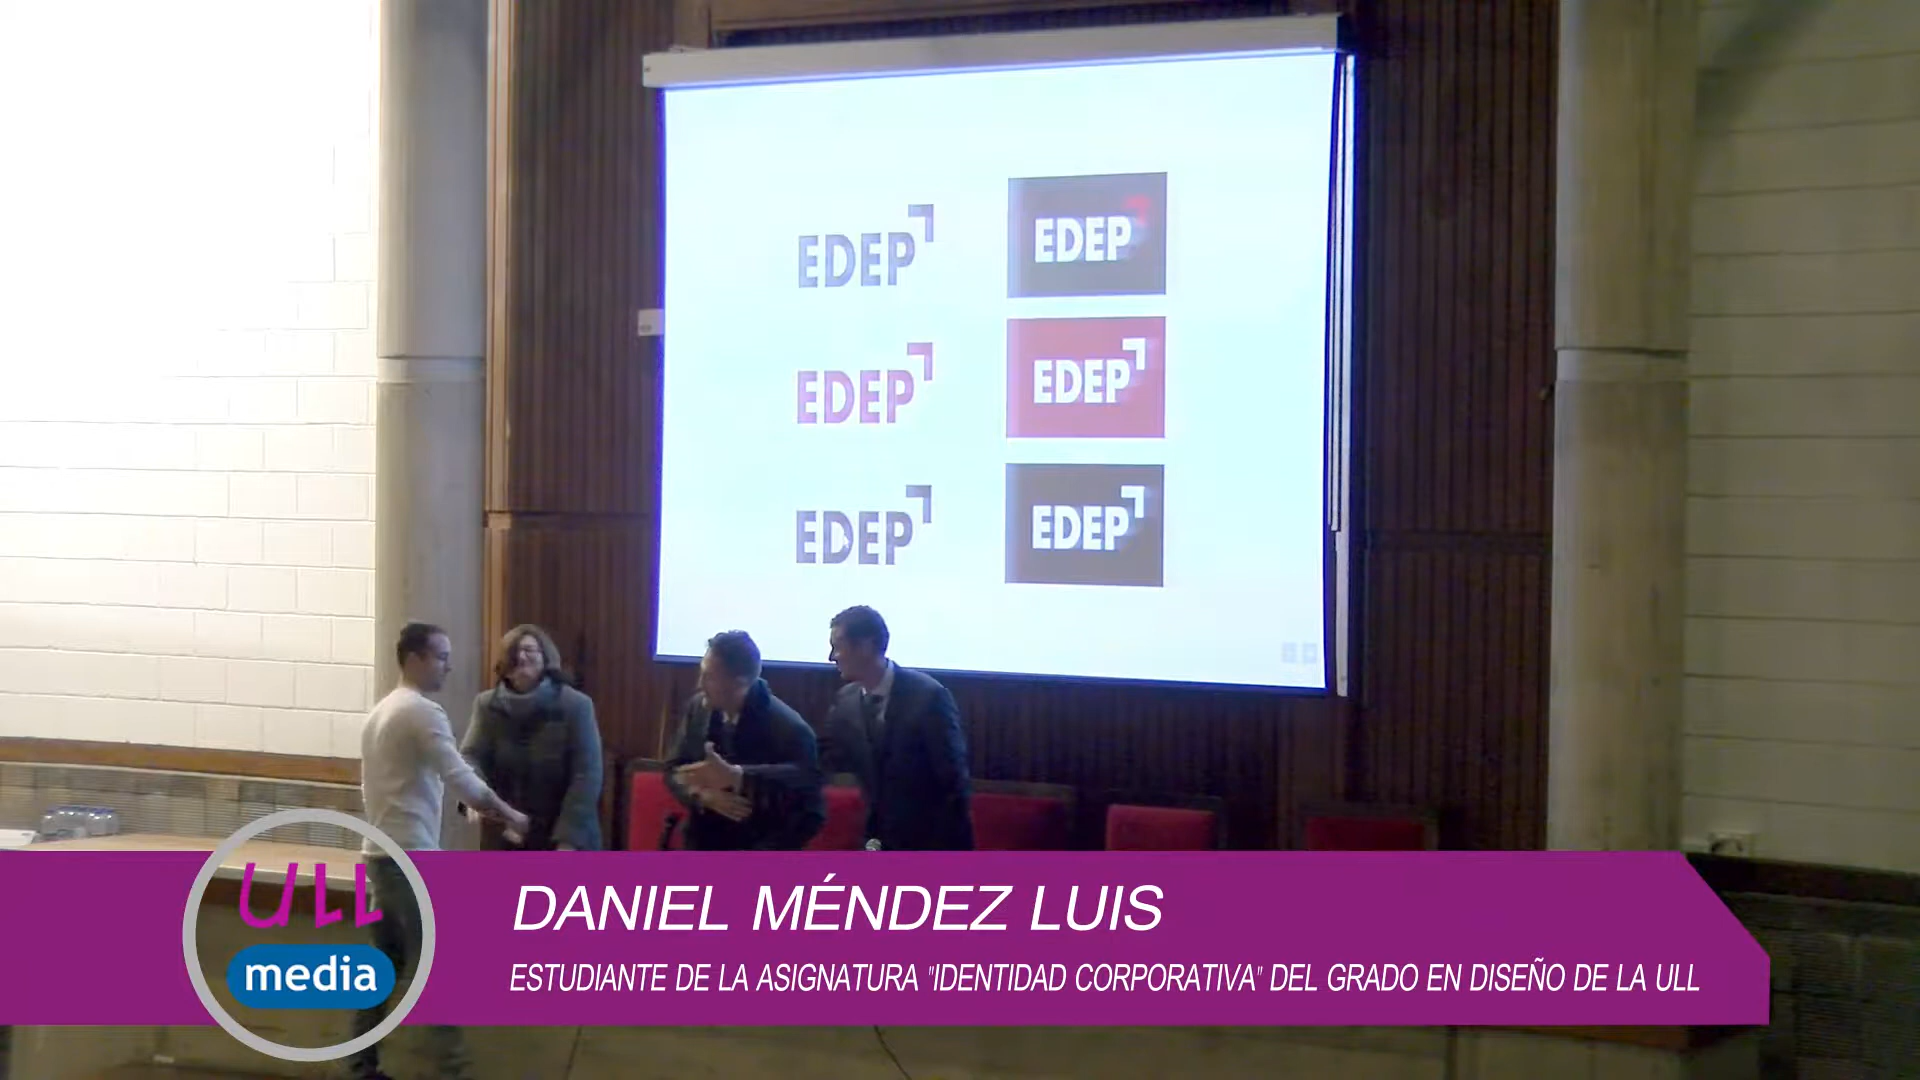 EDEP
EDEP
EDEP
EDEP
EDEP
EDEP
ULL
media
DANIEL MÉNDEZ LUIS
ESTUDIANTE DE LA ASIGNATURA "IDENTIDAD CORPORATIVA" DEL GRADO EN DISEÑO DE LA ULL